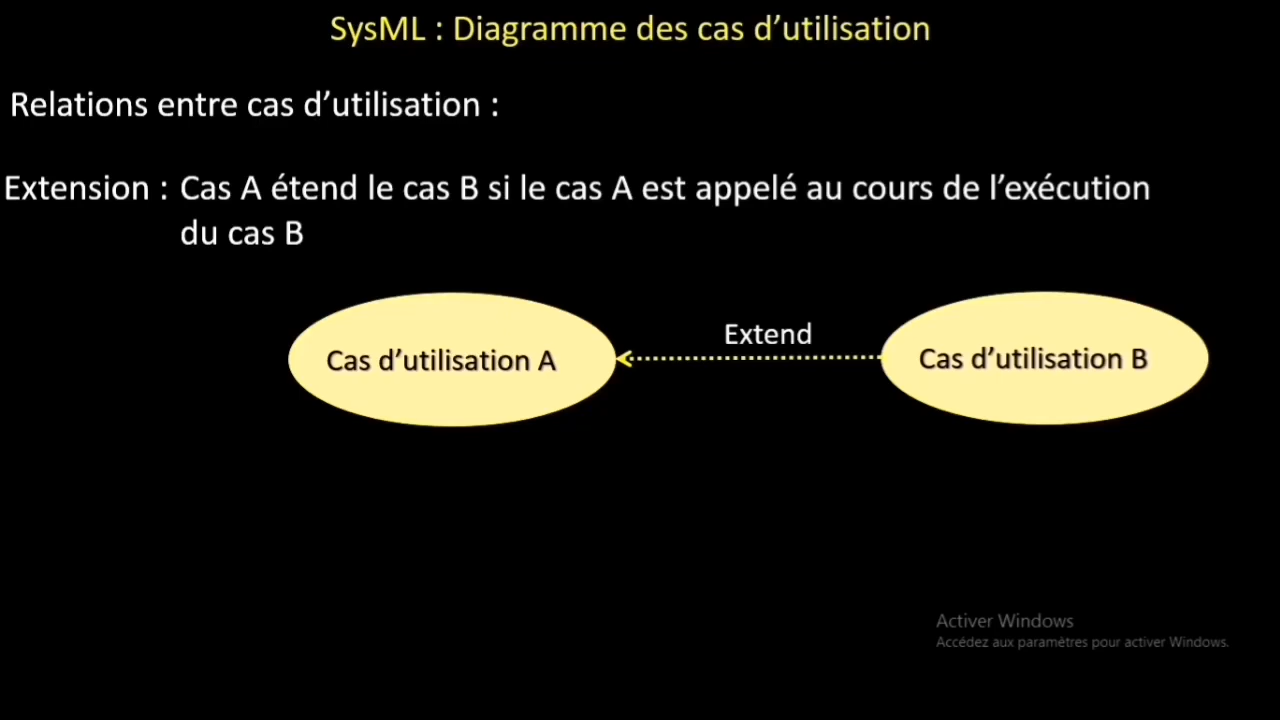 SysML : Diagramme des cas d’utilisation
Relations entre cas d’utilisation :
Extension : Cas A étend le cas B si le cas A est appelé au cours de l’exécution
du cas B
Extend
Cas d’utilisation A
Cas d’utilisation B
Activer Windows
Accédez aux paramètres pour activer Windows.